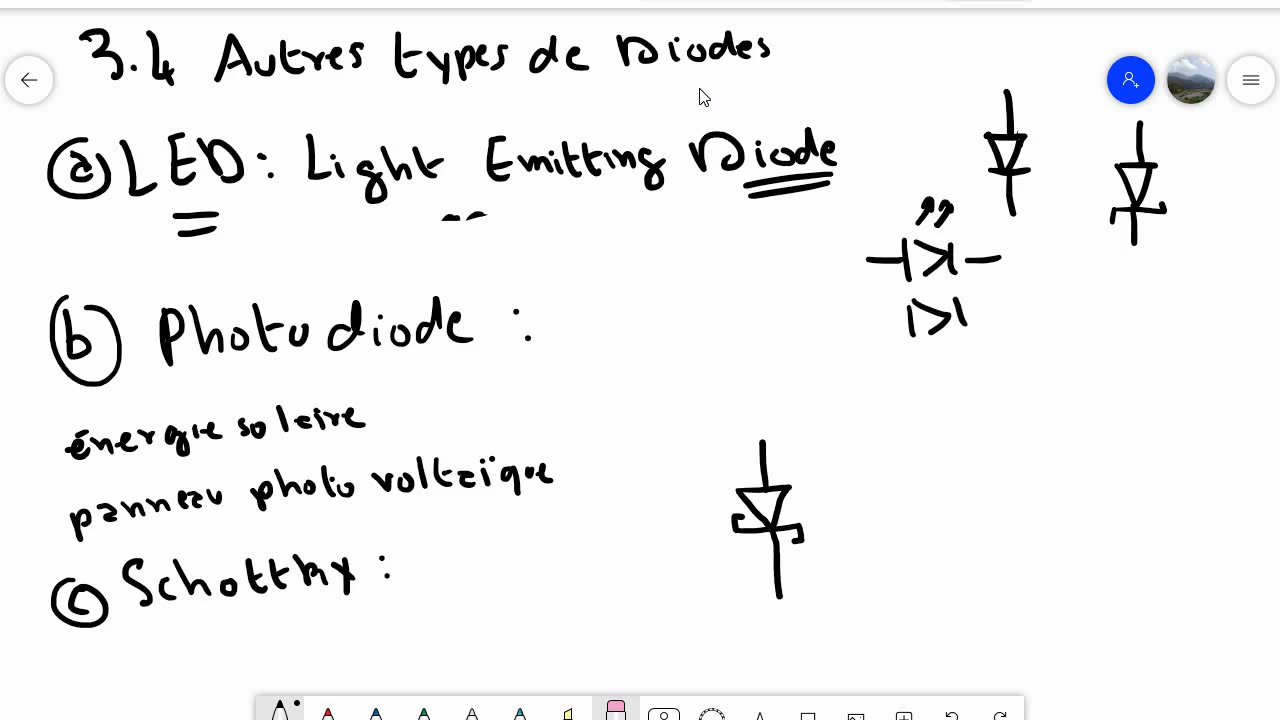 3.4 Autres types de Diodes
a LED: Light Emitting Diode
b Photodiode :
énergie solaire
panneau photovoltaïque
c Schottky :